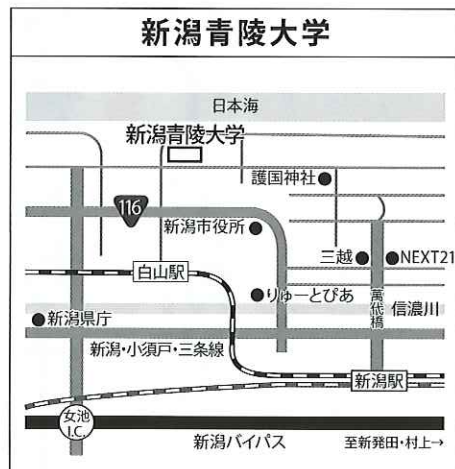 新潟青陵大学
日本海
新潟青陵大学
護国神社
116
新潟市役所
三越
NEXT21
白山駅
りゅーとぴあ
萬代橋
信濃川
新潟県庁
新潟・小須戸・三条線
新潟駅
女池
I.C.
新潟バイパス
至新発田・村上→